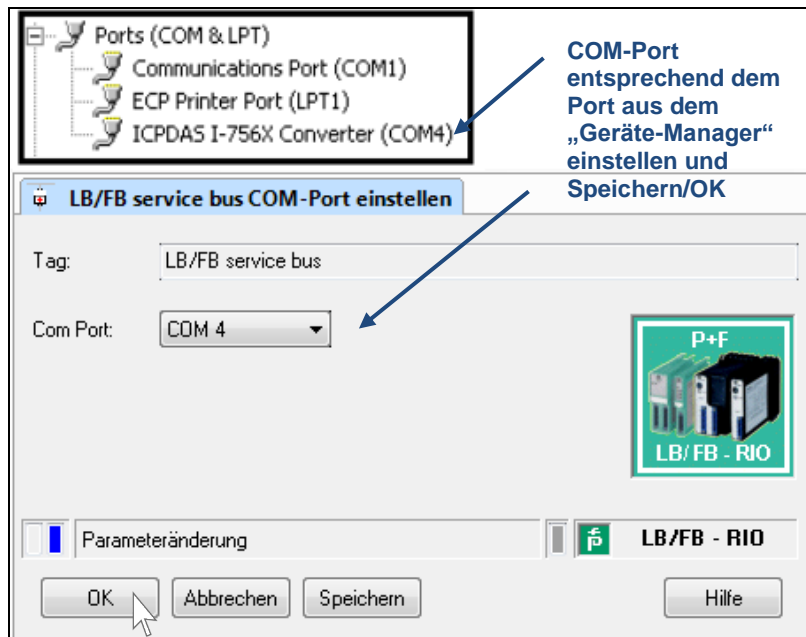 Ports (COM & LPT)
Communications Port (COM1)
ECP Printer Port (LPT1)
ICPDAS I-756X Converter (COM4)
COM-Port
entsprechend dem
Port aus dem
„Geräte-Manager“
einstellen und
Speichern/OK
LB/FB service bus COM-Port einstellen
Tag:
LB/FB service bus
Com Port:
COM 4
P+F
LB/FB - RIO
Parameteränderung
LB/FB - RIO
OK
Abbrechen
Speichern
Hilfe